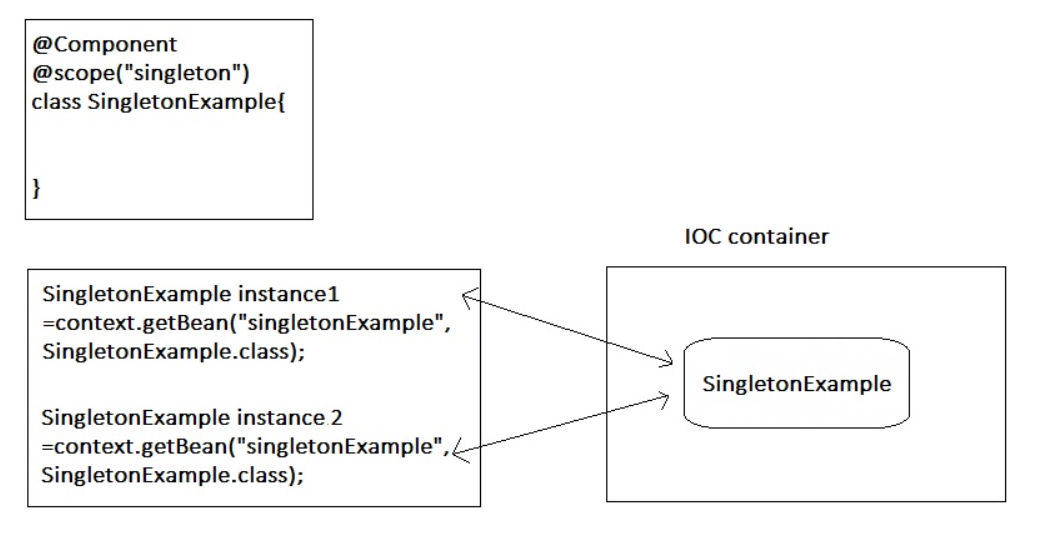 @Component
@scope("singleton")
class SingletonExample{
}
IOC container
SingletonExample instance1
=context.getBean("singletonExample",
SingletonExample.class);
SingletonExample instance 2
=context.getBean("singletonExample",
SingletonExample.class);
SingletonExample